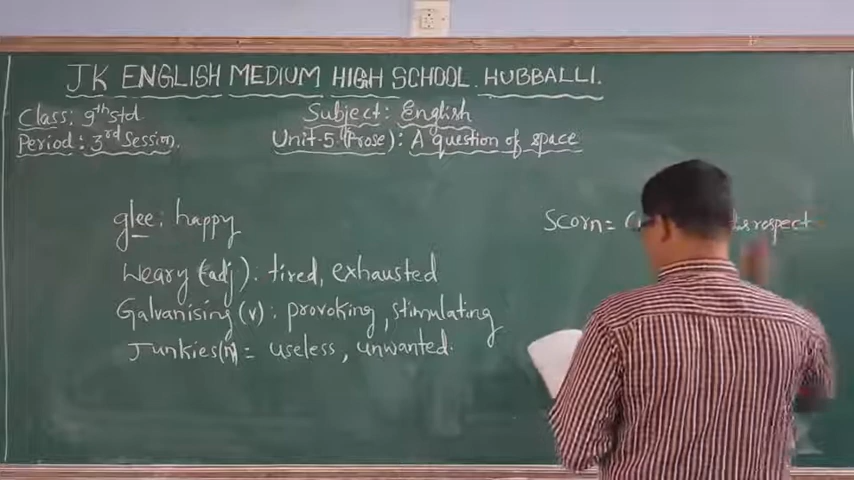 JK ENGLISH MEDIUM HIGH SCHOOL. HUBBALLI.
Class: 9th std
Subject: English
Period: 3rd Session.
Unit-5 (Prose): A question of space
glee: happy
Scorn=
disrespect
Weary (adj): tired, exhausted
Galvanising (v): provoking, stimulating
Junkies(n) = useless, unwanted.